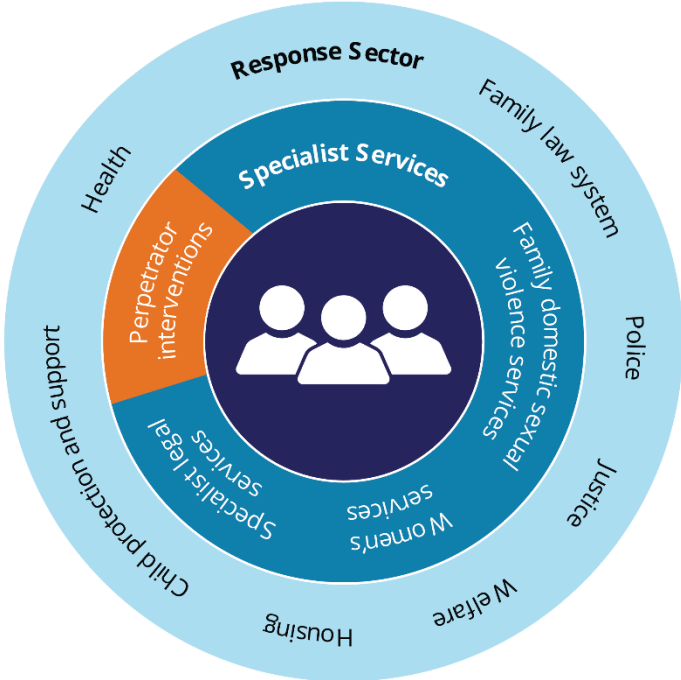 Response Sector
Family law system
Police
Justice
Welfare
Housing
Child protection and support
Health
Specialist Services
Family domestic sexual
violence services
Women's
services
Specialist legal
services
Perpetrator
interventions